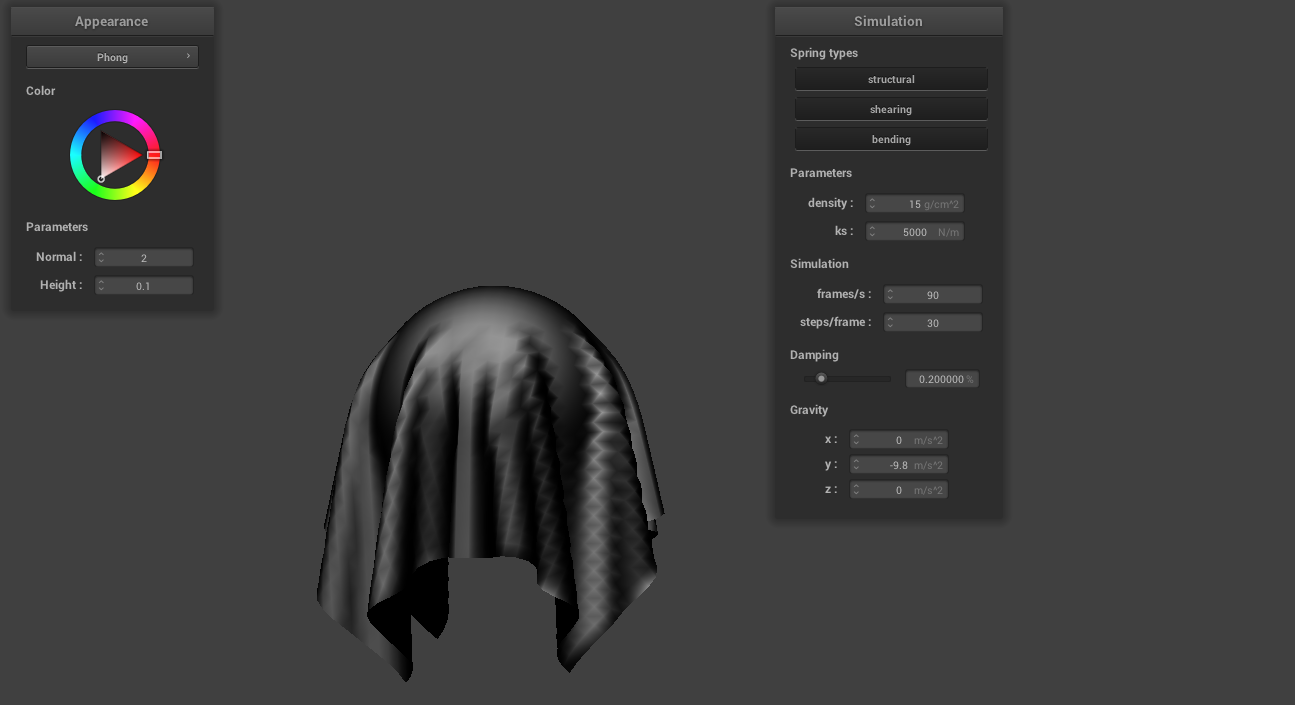 Appearance
Phong
Color
Parameters
Normal : 2
Height : 0.1
Simulation
Spring types
structural
shearing
bending
Parameters
density : 15 g/cm^2
ks : 5000 N/m
Simulation
frames/s : 90
steps/frame : 30
Damping
0.200000 %
Gravity
x : 0 m/s^2
y : -9.8 m/s^2
z : 0 m/s^2